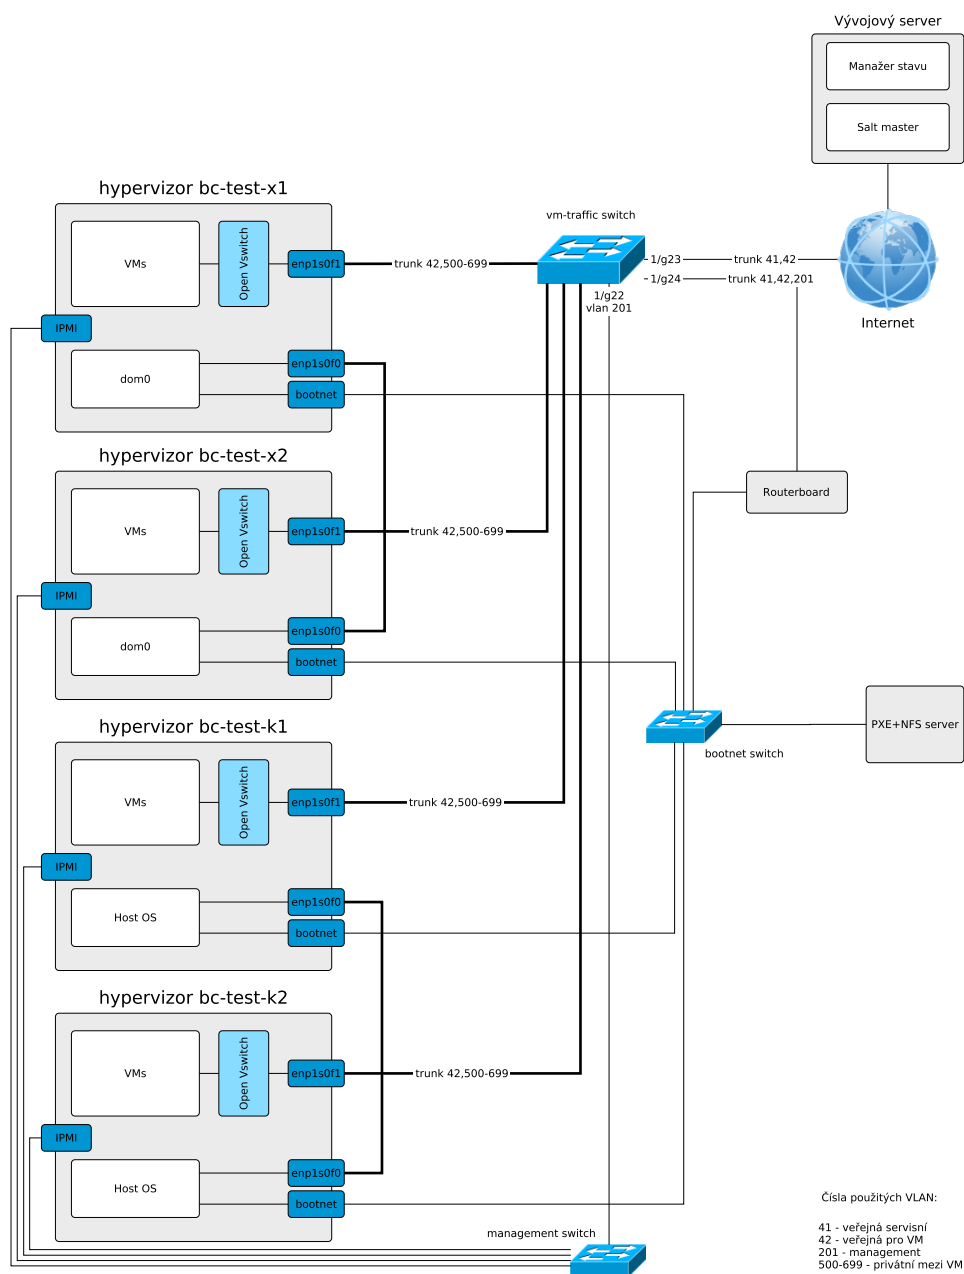 Vývojový server
Manažer stavu
Salt master
hypervizor bc-test-x1
VMs
Open Vswitch
enp1s0f1
trunk 42,500-699
vm-traffic switch
1/g23
trunk 41,42
1/g24
trunk 41,42,201
1/g22
vlan 201
Internet
IPMI
dom0
enp1s0f0
bootnet
hypervizor bc-test-x2
VMs
Open Vswitch
enp1s0f1
trunk 42,500-699
Routerboard
IPMI
dom0
enp1s0f0
bootnet
hypervizor bc-test-k1
PXE+NFS server
bootnet switch
VMs
Open Vswitch
enp1s0f1
trunk 42,500-699
IPMI
Host OS
enp1s0f0
bootnet
hypervizor bc-test-k2
VMs
Open Vswitch
enp1s0f1
trunk 42,500-699
IPMI
Host OS
enp1s0f0
bootnet
management switch
Čísla použitých VLAN:
41 - veřejná servisní
42 - veřejná pro VM
201 - management
500-699 - privátní mezi VM